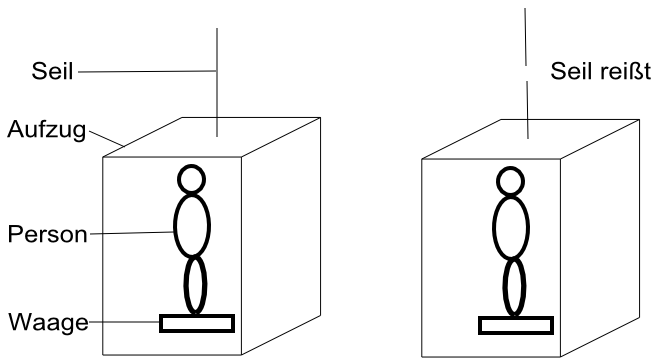 Seil
Seil reißt
Aufzug
Person
Waage